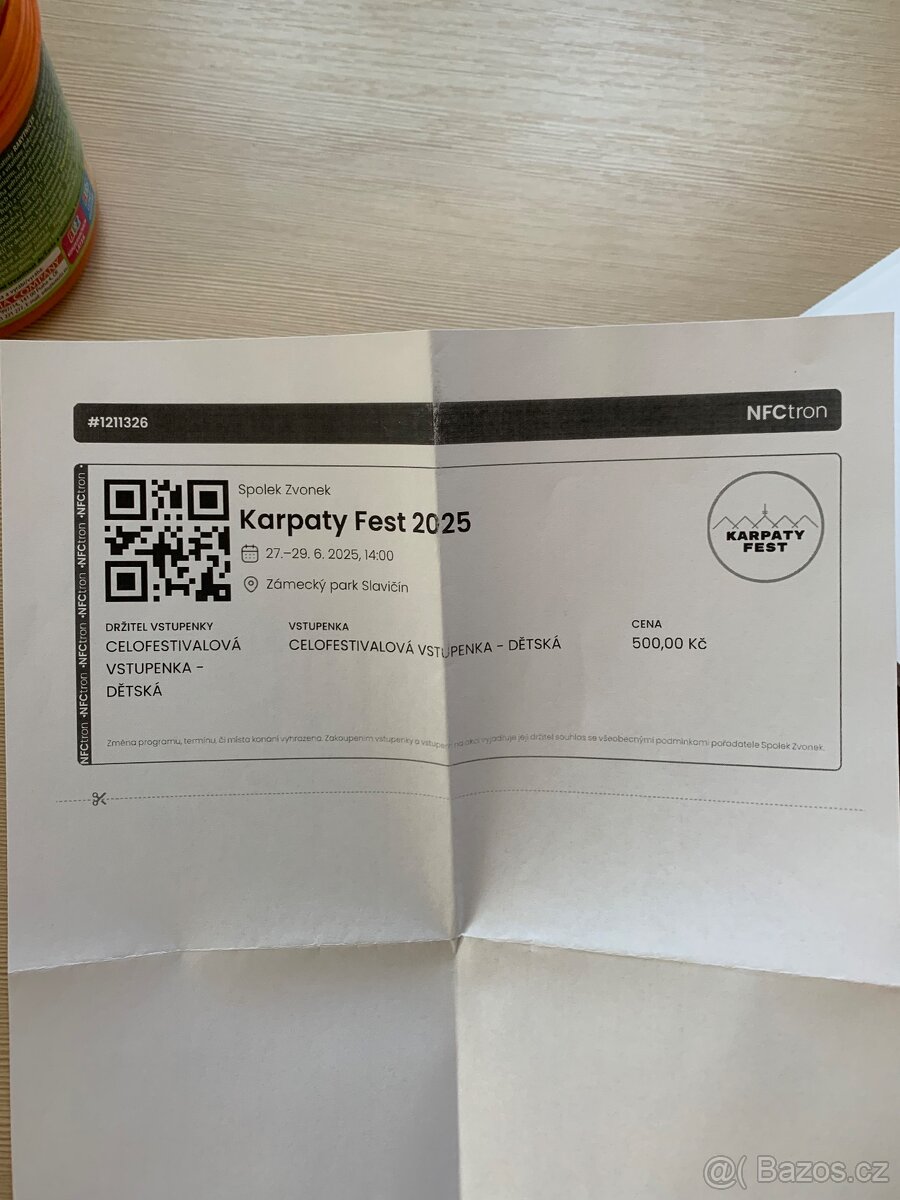 #1211326
NFCtron
Spolek Zvonek
Karpaty Fest 2025
27.–29. 6. 2025, 14:00
Zámecký park Slavičín
KARPATY
FEST
DRŽITEL VSTUPENKY
CELOFESTIVALOVÁ
VSTUPENKA -
DĚTSKÁ
VSTUPENKA
CELOFESTIVALOVÁ VSTUPENKA - DĚTSKÁ
CENA
500,00 Kč
NFCtron •NFCtron •NFCtron •NFCtron •NFCtron •NFCtron •
Změna programu, termínu, či místa konání vyhrazena. Zakoupením vstupenky a vstupem na akci vyjadřuje její držitel souhlas se všeobecnými podmínkami pořadatele Spolek Zvonek.
COMPANY
@( Bazos.cz